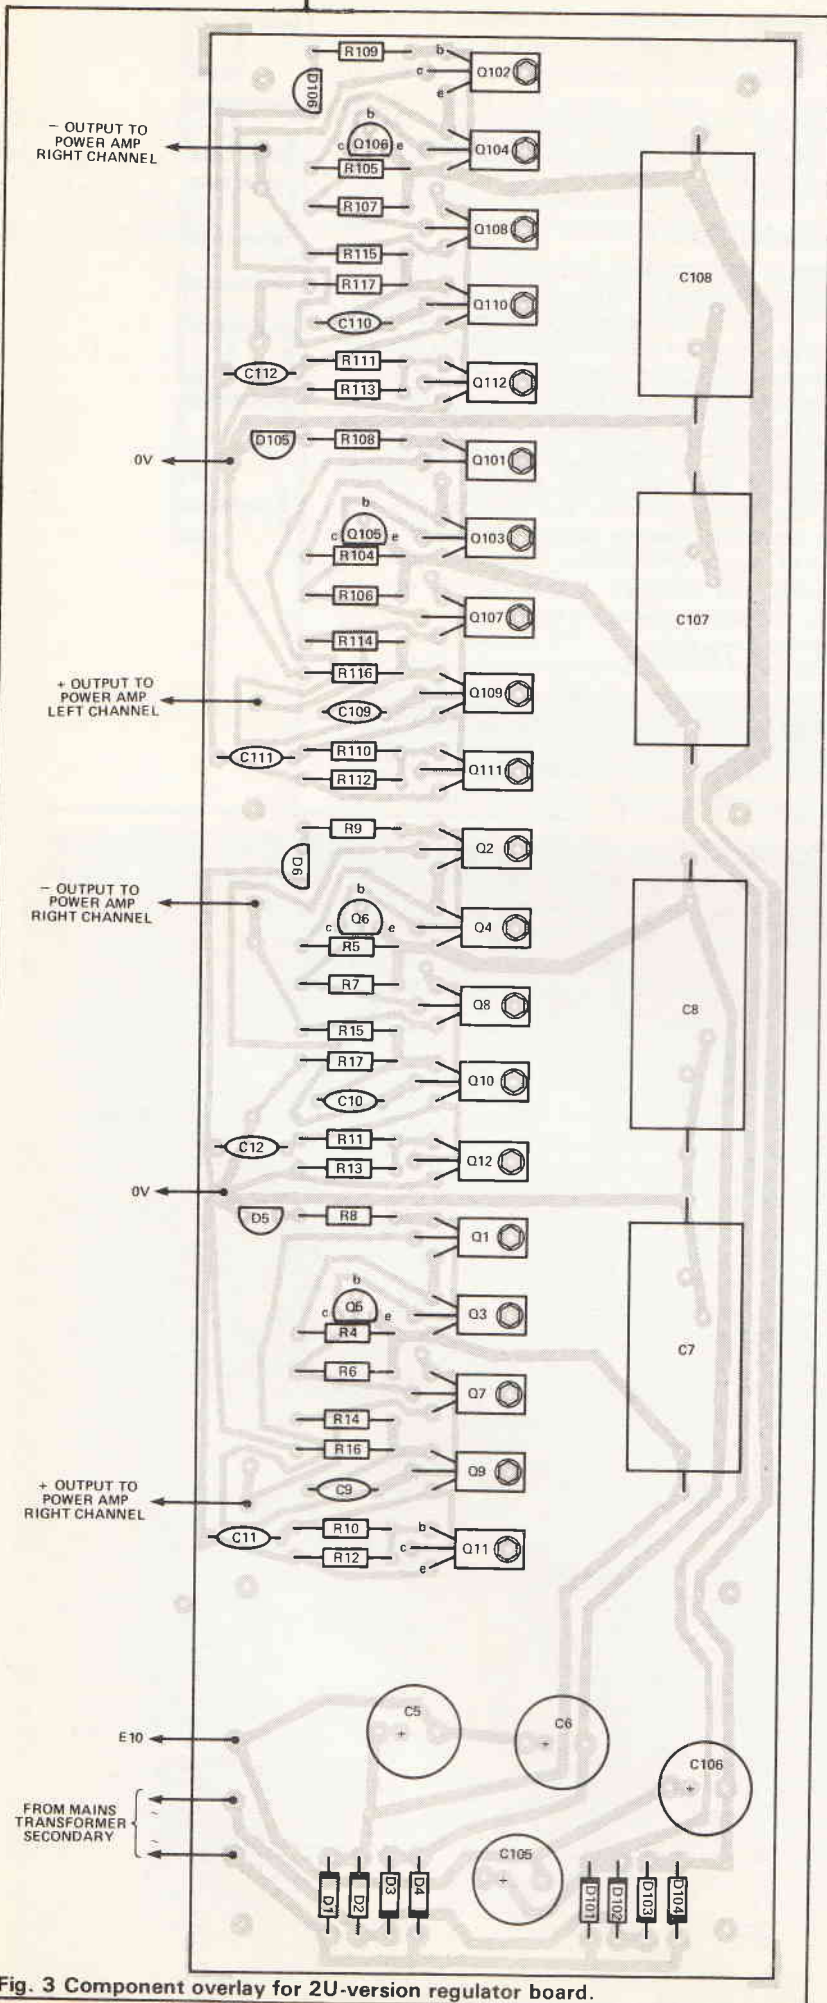 R109
b
Q102
c
e
D106
− OUTPUT TO
POWER AMP
RIGHT CHANNEL
b
c Q106 e
Q104
R105
R107
Q108
R115
R117
C108
Q110
C110
R111
C112
Q112
R113
D105
R108
0V
Q101
b
c Q105 e
Q103
R104
R106
Q107
C107
R114
R116
+ OUTPUT TO
POWER AMP
LEFT CHANNEL
Q109
C109
R110
C111
Q111
R112
R9
Q2
D6
− OUTPUT TO
POWER AMP
RIGHT CHANNEL
b
c Q6 e
Q4
R5
R7
Q8
C8
R15
R17
Q10
C10
R11
C12
Q12
R13
0V
D5
R8
Q1
b
c Q5 e
Q3
R4
C7
R6
Q7
R14
R16
Q9
+ OUTPUT TO
POWER AMP
RIGHT CHANNEL
C9
R10
b
C11
c
Q11
R12
e
C5
+
C6
+
E10
C106
+
FROM MAINS
TRANSFORMER
SECONDARY
~
~
C105
+
D1
D2
D3
D4
D101
D102
D103
D104
Fig. 3 Component overlay for 2U-version regulator board.